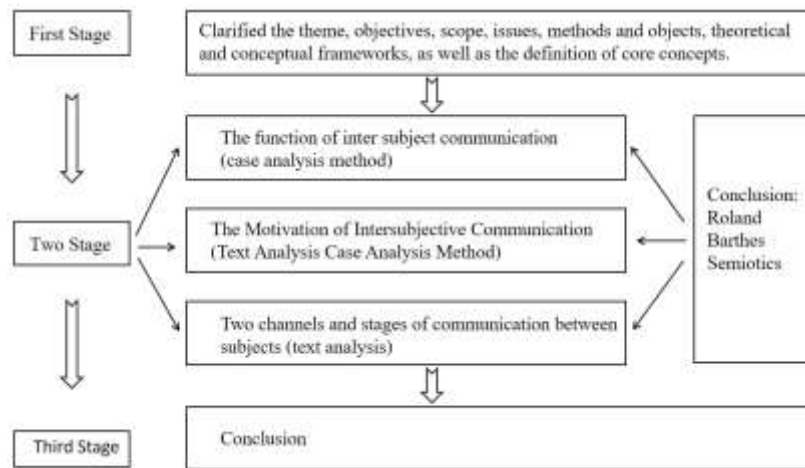 First Stage
Clarified the theme, objectives, scope, issues, methods and objects, theoretical
and conceptual frameworks, as well as the definition of core concepts.
The function of inter subject communication
(case analysis method)
Two Stage
The Motivation of Intersubjective Communication
(Text Analysis Case Analysis Method)
Two channels and stages of communication between
subjects (text analysis)
Conclusion:
Roland
Barthes
Semiotics
Third Stage
Conclusion